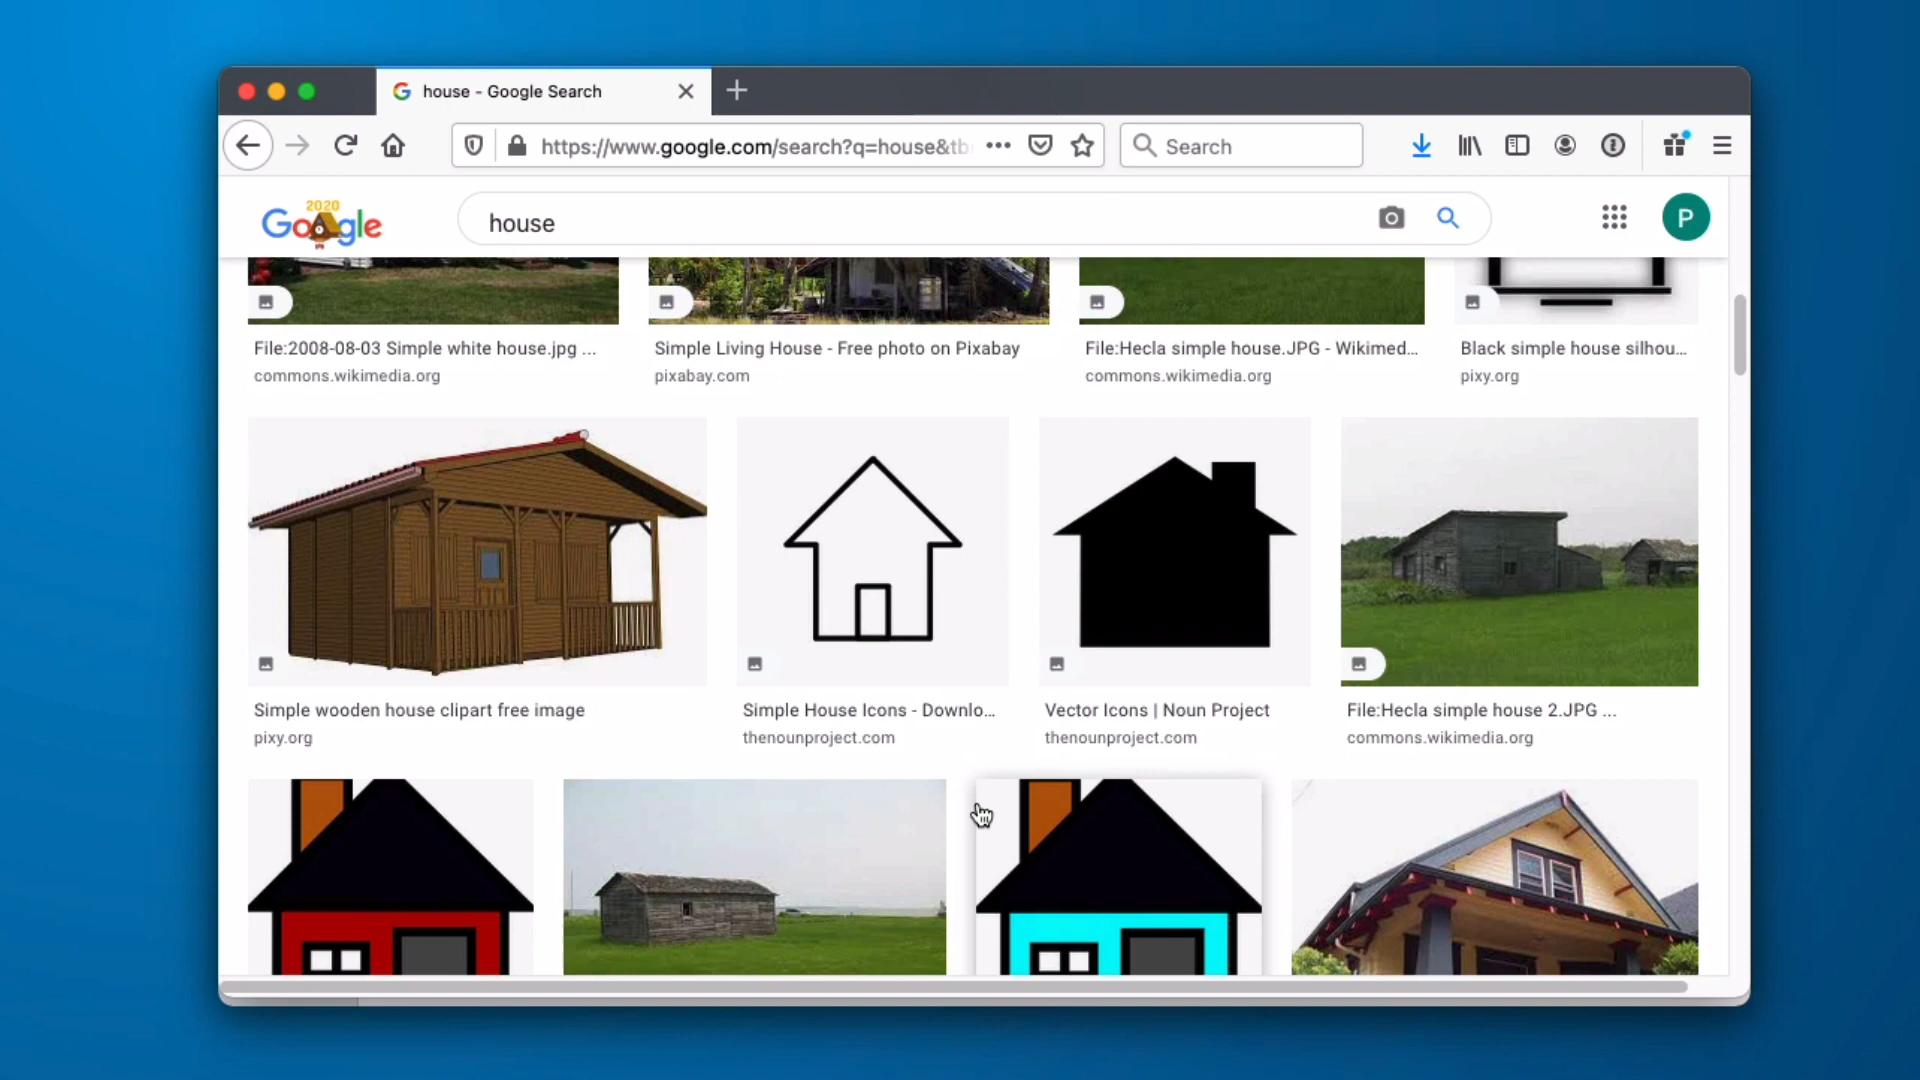 house - Google Search
https://www.google.com/search?q=house&tb
Search
2020
Google
house
P
File:2008-08-03 Simple white house.jpg ...
commons.wikimedia.org
Simple Living House - Free photo on Pixabay
pixabay.com
File:Hecla simple house.JPG - Wikimed...
commons.wikimedia.org
Black simple house silhou...
pixy.org
Simple wooden house clipart free image
pixy.org
Simple House Icons - Downlo...
thenounproject.com
Vector Icons | Noun Project
thenounproject.com
File:Hecla simple house 2.JPG ...
commons.wikimedia.org